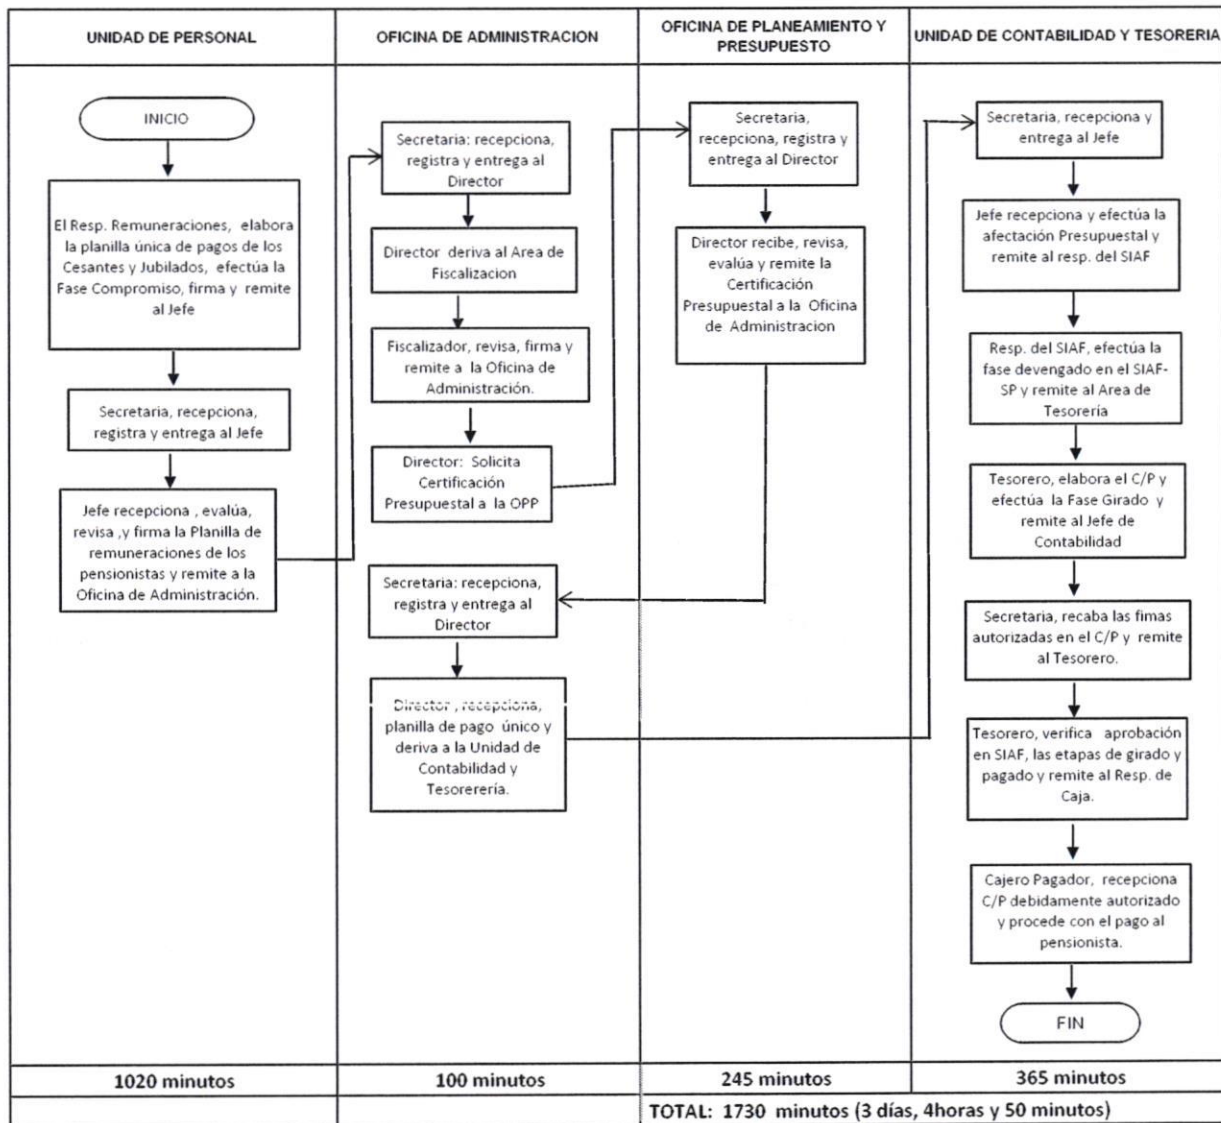 UNIDAD DE PERSONAL
OFICINA DE ADMINISTRACION
OFICINA DE PLANEAMIENTO Y
PRESUPUESTO
UNIDAD DE CONTABILIDAD Y TESORERIA
INICIO
El Resp. Remuneraciones, elabora
la planilla única de pagos de los
Cesantes y Jubilados, efectúa la
Fase Compromiso, firma y remite
al Jefe
Secretaria, recepciona,
registra y entrega al Jefe
Jefe recepciona , evalúa,
revisa ,y firma la Planilla de
remuneraciones de los
pensionistas y remite a la
Oficina de Administración.
Secretaria: recepciona,
registra y entrega al
Director
Director deriva al Area de
Fiscalizacion
Fiscalizador, revisa, firma y
remite a la Oficina de
Administración.
Director: Solicita
Certificación
Presupuestal a la OPP
Secretaria: recepciona,
registra y entrega al
Director
Director , recepciona,
planilla de pago único y
deriva a la Unidad de
Contabilidad y
Tesorerería.
Secretaria,
recepciona, registra y
entrega al Director
Director recibe, revisa,
evalúa y remite la
Certificación
Presupuestal a la Oficina
de Administracion
Secretaria, recepciona y
entrega al Jefe
Jefe recepciona y efectúa la
afectación Presupuestal y
remite al resp. del SIAF
Resp. del SIAF, efectúa la
fase devengado en el SIAF-
SP y remite al Area de
Tesorería
Tesorero, elabora el C/P y
efectúa la Fase Girado y
remite al Jefe de
Contabilidad
Secretaria, recaba las fimas
autorizadas en el C/P y remite
al Tesorero.
Tesorero, verifica aprobación
en SIAF, las etapas de girado y
pagado y remite al Resp. de
Caja.
Cajero Pagador, recepciona
C/P debidamente autorizado
y procede con el pago al
pensionista.
FIN
1020 minutos
100 minutos
245 minutos
365 minutos
TOTAL: 1730 minutos (3 días, 4horas y 50 minutos)